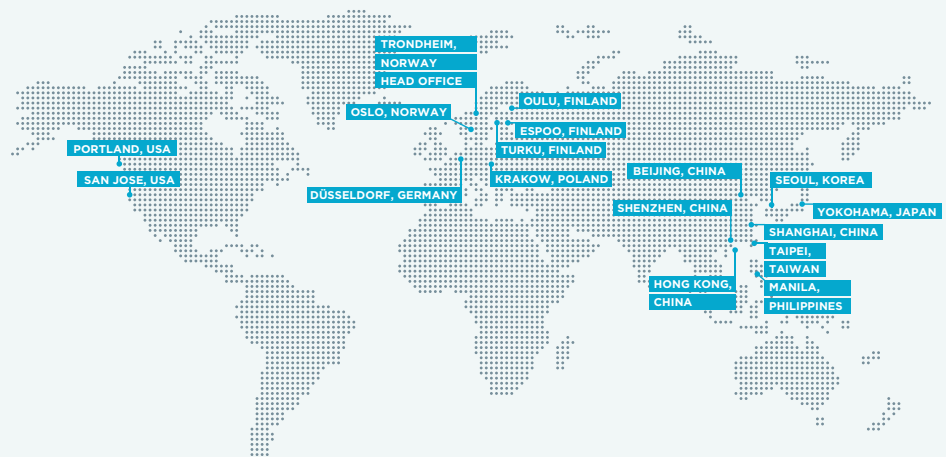 TRONDHEIM,
NORWAY
HEAD OFFICE
OULU, FINLAND
OSLO, NORWAY
ESPOO, FINLAND
TURKU, FINLAND
PORTLAND, USA
SAN JOSE, USA
DÜSSELDORF, GERMANY
KRAKOW, POLAND
BEIJING, CHINA
SEOUL, KOREA
SHENZHEN, CHINA
YOKOHAMA, JAPAN
SHANGHAI, CHINA
TAIPEI,
TAIWAN
HONG KONG,
CHINA
MANILA,
PHILIPPINES